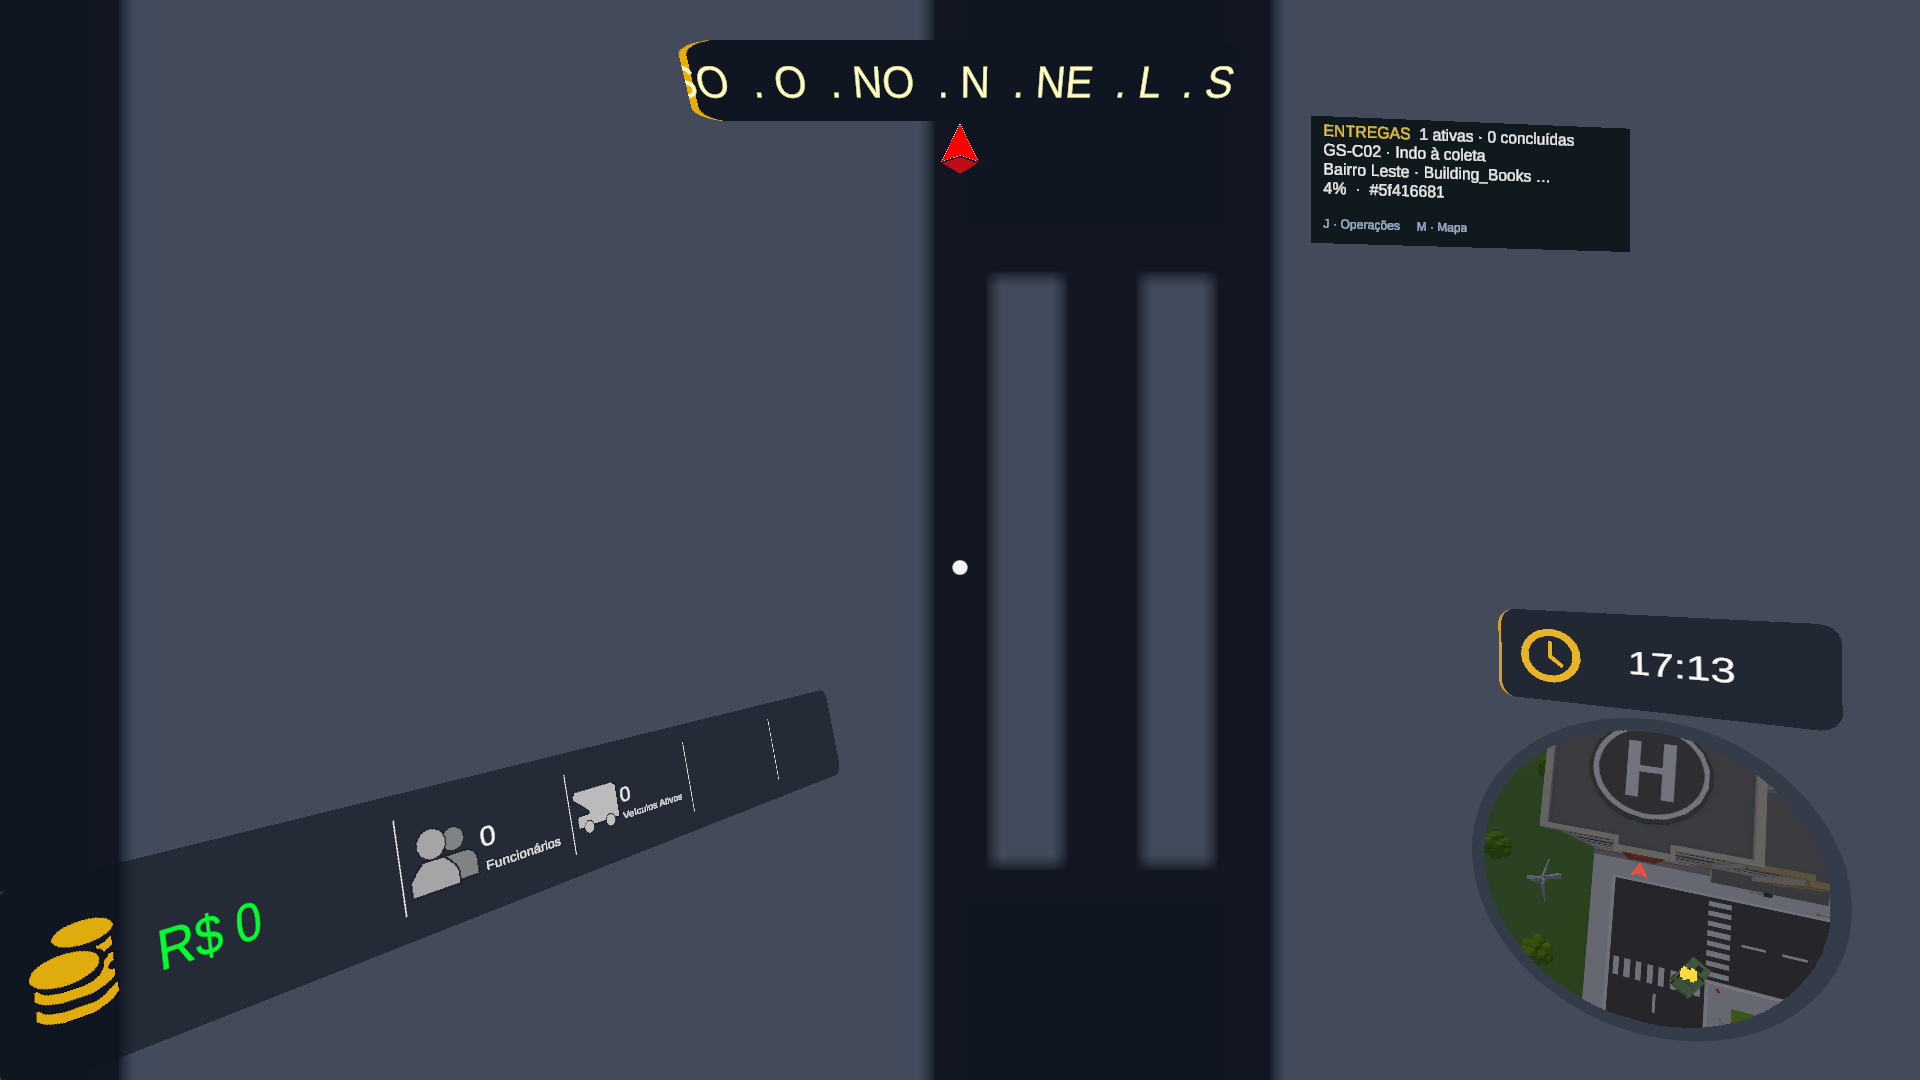 SO . O . NO . N . NE . L . S
ENTREGAS 1 ativas · 0 concluídas
GS-C02 · Indo à coleta
Bairro Leste · Building_Books ...
4% · #5f416681
J · Operações M · Mapa
17:13
H
0
Veículos Ativos
0
Funcionários
R$ 0